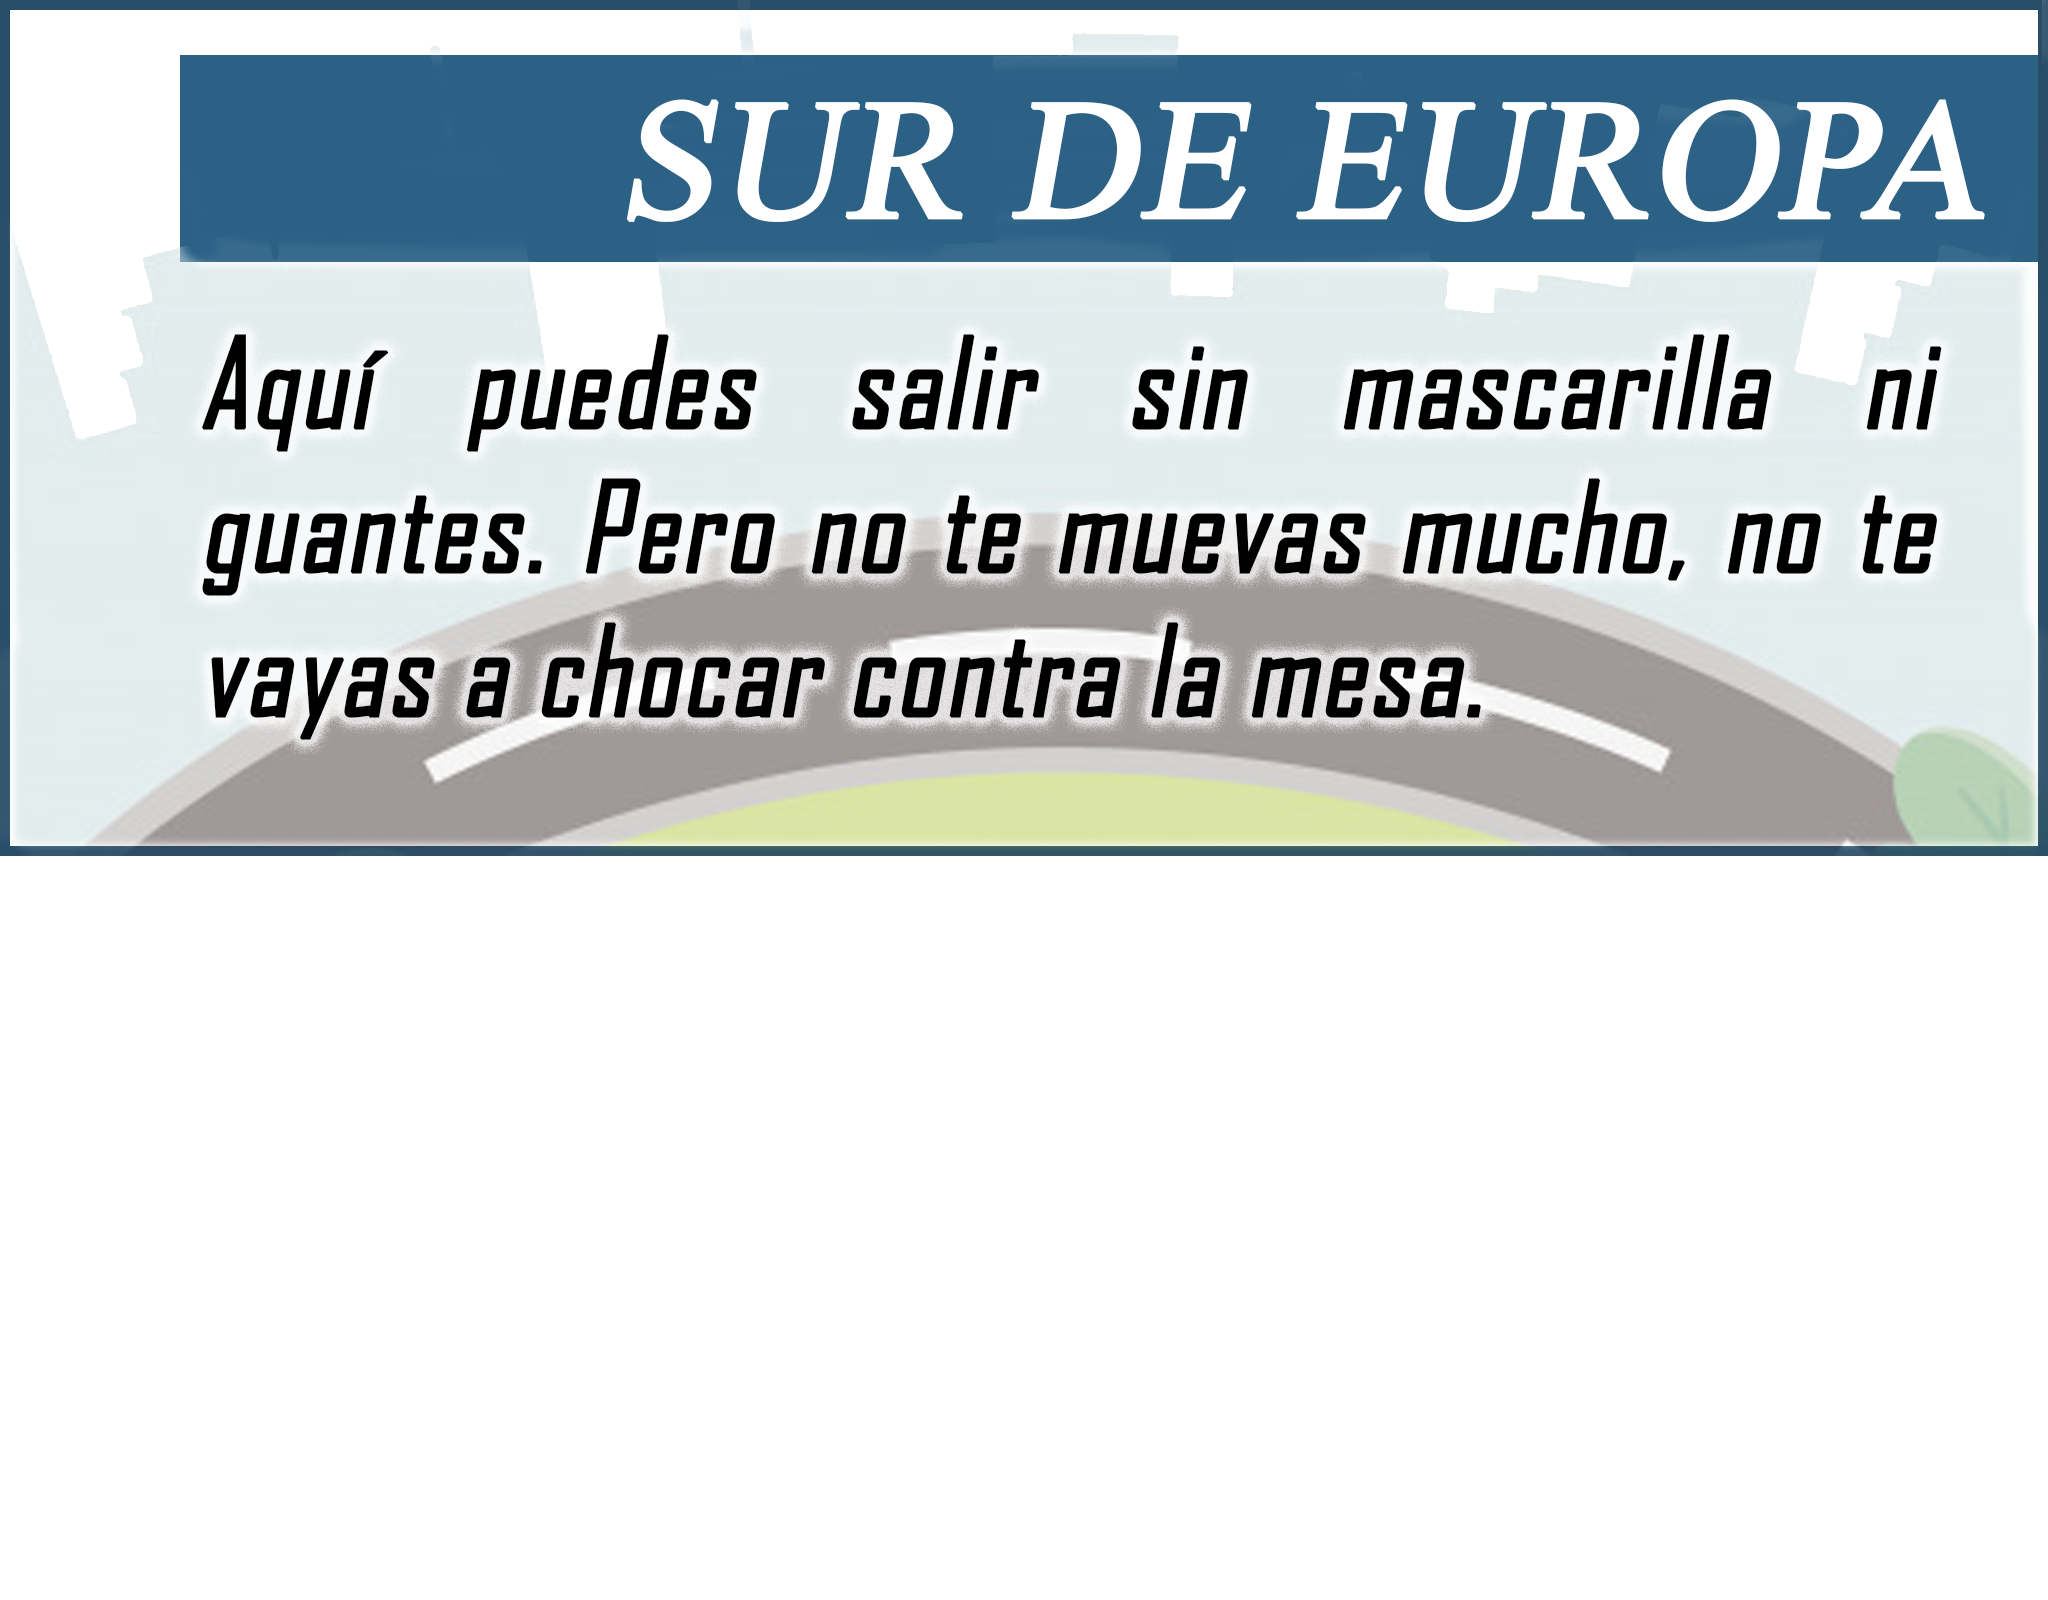 SUR DE EUROPA
Aquí puedes salir sin mascarilla ni
guantes. Pero no te muevas mucho, no te
vayas a chocar contra la mesa.